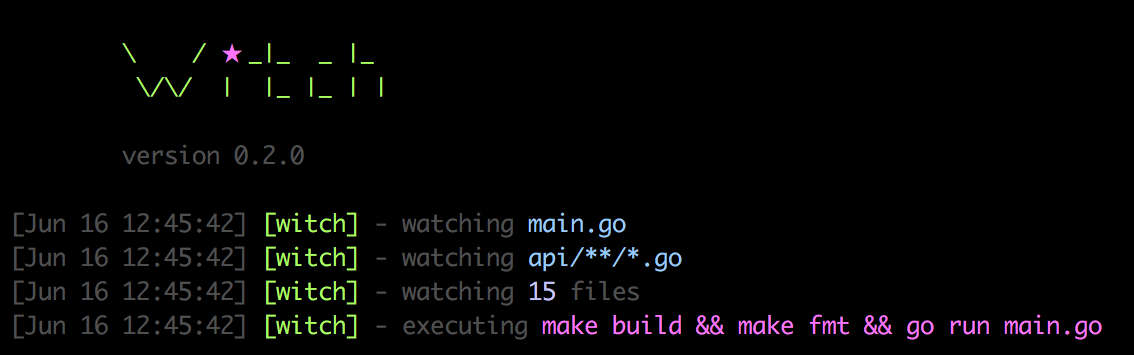 \    / ★_|_  _ |_
 \/\/  |  |_ |_ | |
version 0.2.0
[Jun 16 12:45:42] [witch] - watching main.go
[Jun 16 12:45:42] [witch] - watching api/**/*.go
[Jun 16 12:45:42] [witch] - watching 15 files
[Jun 16 12:45:42] [witch] - executing make build && make fmt && go run main.go